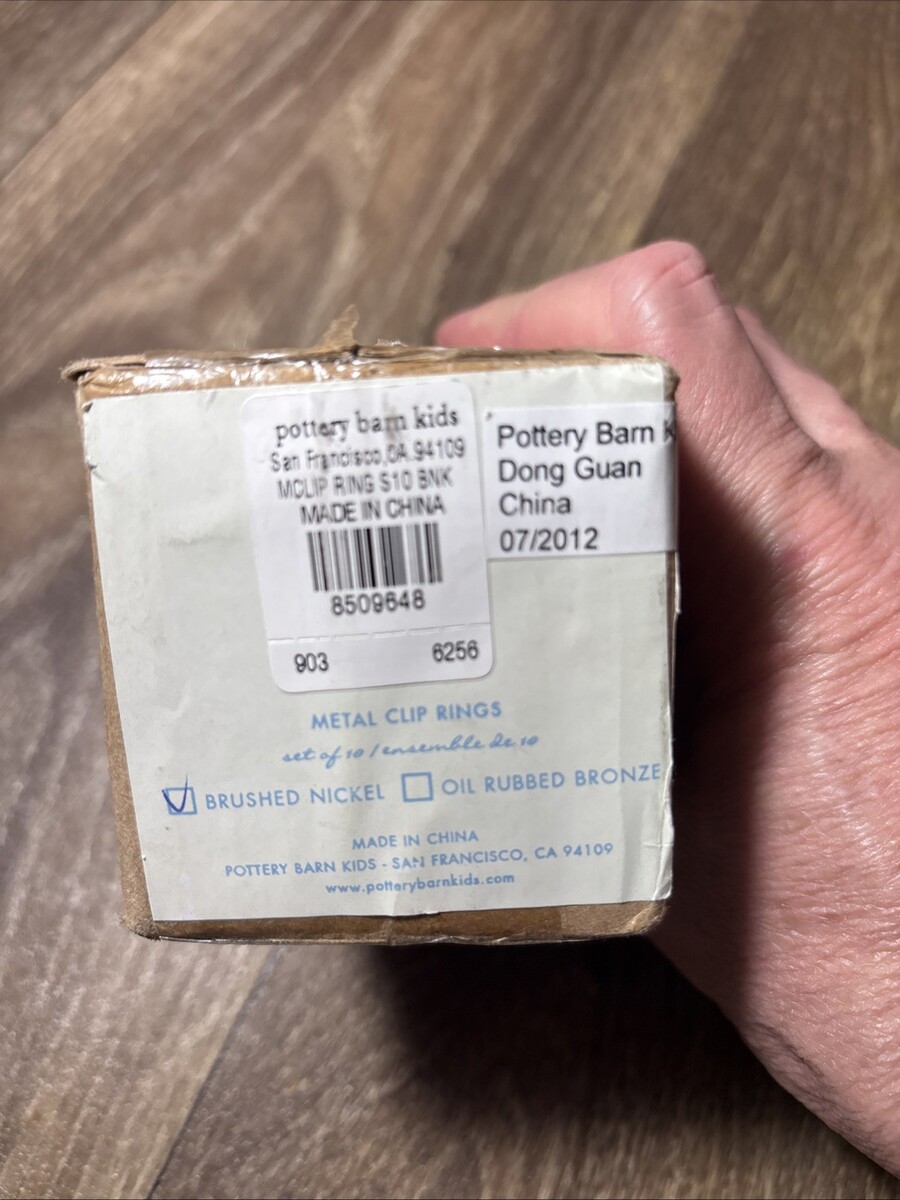 pottery barn kids
San Francisco, CA 94109
MCLIP RING S10 BNK
MADE IN CHINA
8509648
903 6256
Pottery Barn K
Dong Guan
China
07/2012
METAL CLIP RINGS
set of 10 / ensemble de 10
BRUSHED NICKEL OIL RUBBED BRONZE
MADE IN CHINA
POTTERY BARN KIDS - SAN FRANCISCO, CA 94109
www.potterybarnkids.com